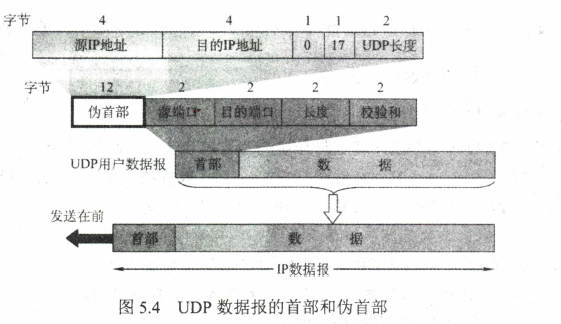 字节 4 4 1 1 2
源IP地址 目的IP地址 0 17 UDP长度
字节 12 2 2 2 2
伪首部 源端口 目的端口 长度 校验和
UDP用户数据报 首部 数 据
发送在前
首部 数 据
IP数据报
图 5.4 UDP 数据报的首部和伪首部